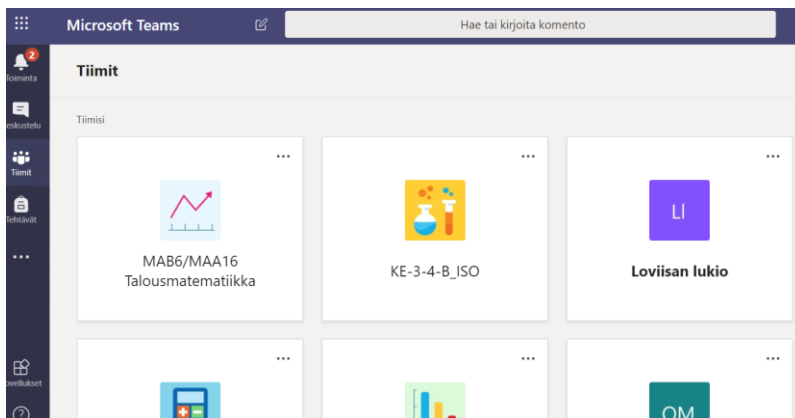 Microsoft Teams
Hae tai kirjoita komento
2
Toiminta
Tiimit
eskustelu
Tiimisi
Tiimit
Tehtävät
MAB6/MAA16
Talousmatematiikka
KE-3-4-B_ISO
LI
Loviisan lukio
ovellukset
OM